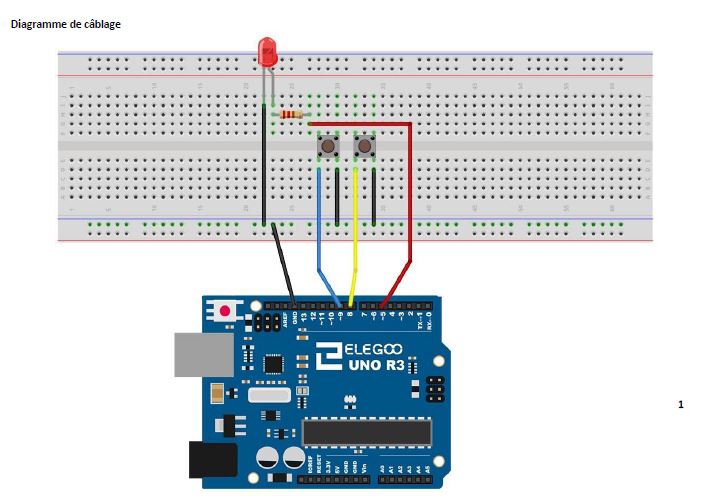 Diagramme de câblage
AREF
GND
13
12
~11
~10
~9
8
7
~6
~5
4
~3
2
TX→1
RX←0
ELEGOO
UNO R3
1
IOREF
RESET
3.3V
5V
GND
GND
Vin
A0
A1
A2
A3
A4
A5